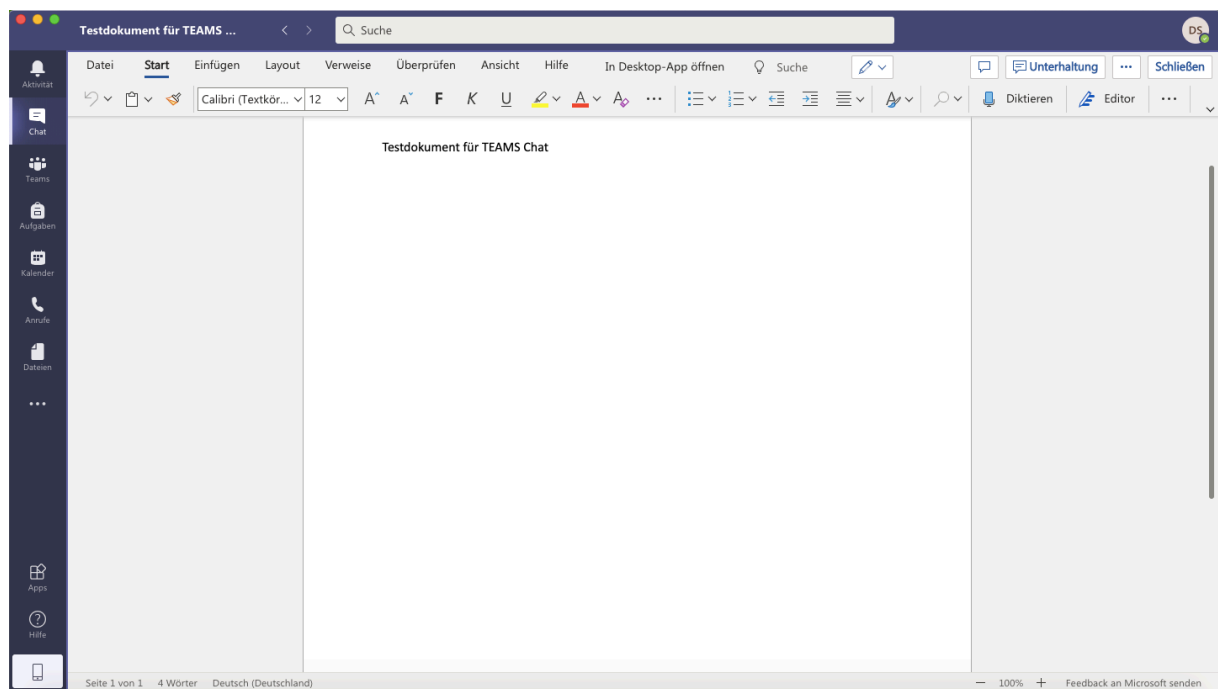 Testdokument für TEAMS ...
Suche
DS
Datei Start Einfügen Layout Verweise Überprüfen Ansicht Hilfe In Desktop-App öffnen Suche Unterhaltung ... Schließen
Calibri (Textkör... 12 A A F K U A A ... Diktieren Editor ...
Aktivität
Chat
Teams
Aufgaben
Kalender
Anrufe
Dateien
...
Apps
Hilfe
Testdokument für TEAMS Chat
Seite 1 von 1 4 Wörter Deutsch (Deutschland) — 100% + Feedback an Microsoft senden